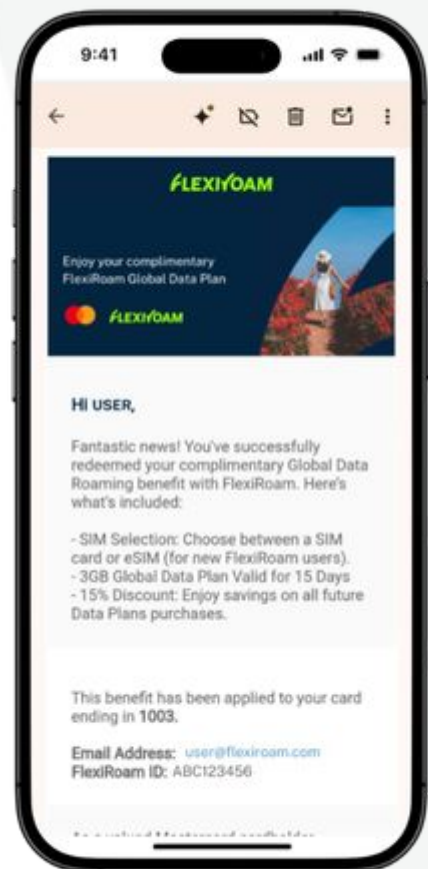 9:41
FLEXIROAM
Enjoy your complimentary
FlexiRoam Global Data Plan
FLEXIROAM
Hi USER,
Fantastic news! You've successfully
redeemed your complimentary Global Data
Roaming benefit with FlexiRoam. Here's
what's included:
- SIM Selection: Choose between a SIM
card or eSIM (for new FlexiRoam users).
- 3GB Global Data Plan Valid for 15 Days
- 15% Discount: Enjoy savings on all future
Data Plans purchases.
This benefit has been applied to your card
ending in 1003.
Email Address: user@flexiroam.com
FlexiRoam ID: ABC123456
As a valued Mastercard cardholder